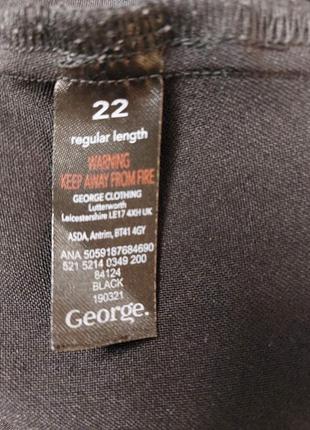 22
regular length
WARNING
KEEP AWAY FROM FIRE
GEORGE CLOTHING
Lutterworth
Leicestershire LE17 4XH UK
ASDA, Antrim, BT41 4GY
ANA 5059187684690
521 5214 0349 200
84124
BLACK
190321
George.